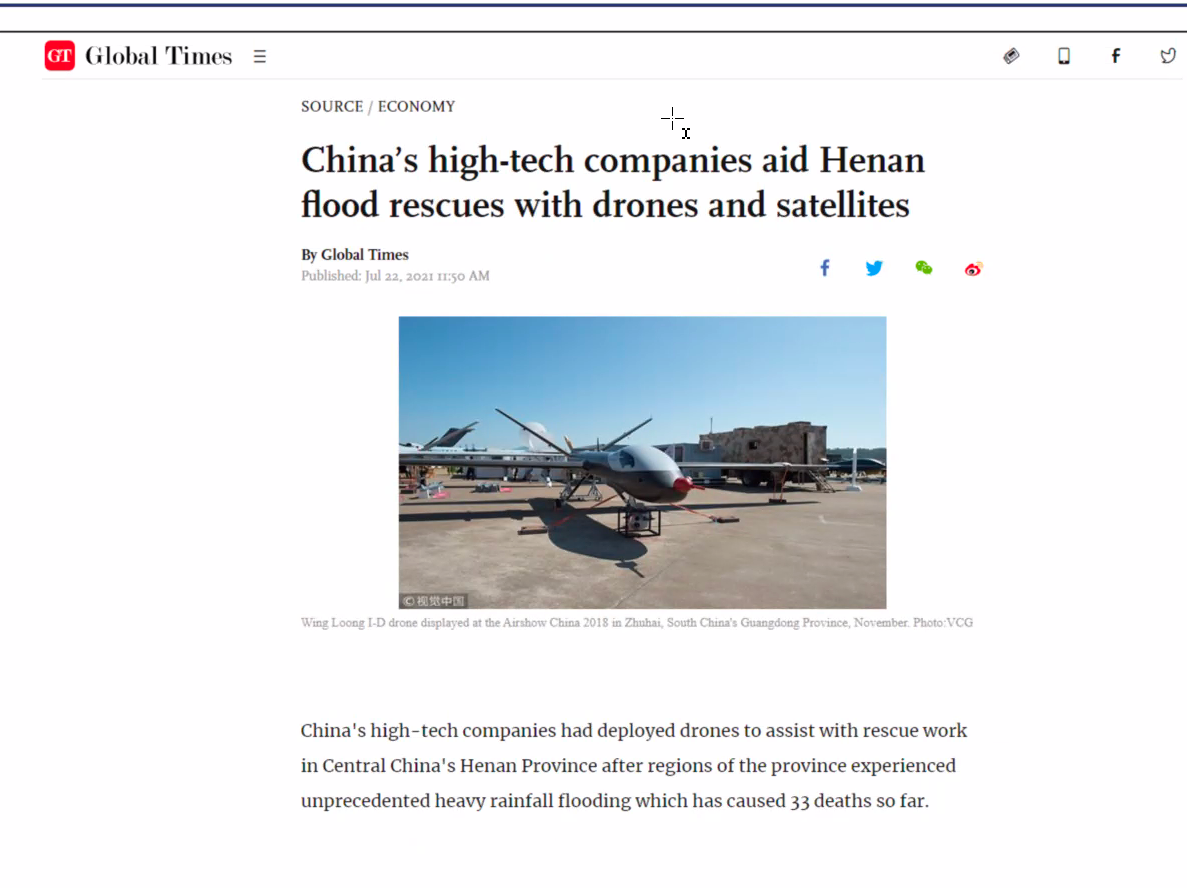 GT Global Times
SOURCE / ECONOMY
China’s high-tech companies aid Henan
flood rescues with drones and satellites
By Global Times
Published: Jul 22, 2021 11:50 AM
© 视觉中国
Wing Loong I-D drone displayed at the Airshow China 2018 in Zhuhai, South China's Guangdong Province, November. Photo:VCG
China's high-tech companies had deployed drones to assist with rescue work
in Central China's Henan Province after regions of the province experienced
unprecedented heavy rainfall flooding which has caused 33 deaths so far.